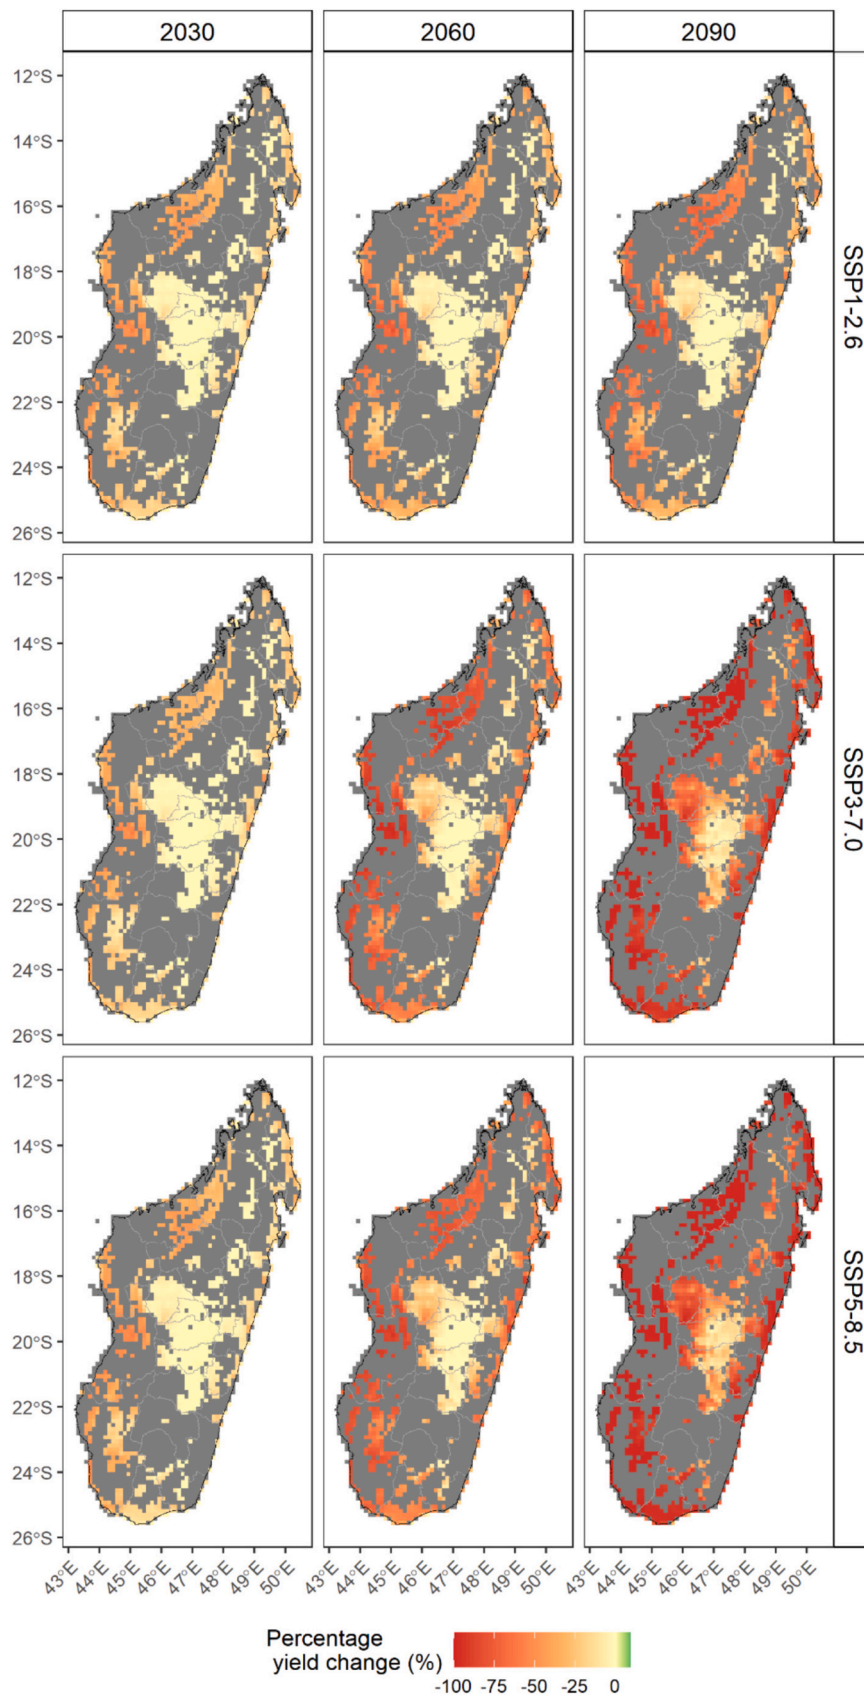 2030 2060 2090
12°S
14°S
16°S
18°S
20°S
22°S
24°S
26°S
SSP1-2.6
12°S
14°S
16°S
18°S
20°S
22°S
24°S
26°S
SSP3-7.0
12°S
14°S
16°S
18°S
20°S
22°S
24°S
26°S
SSP5-8.5
43°E 44°E 45°E 46°E 47°E 48°E 49°E 50°E 43°E 44°E 45°E 46°E 47°E 48°E 49°E 50°E 43°E 44°E 45°E 46°E 47°E 48°E 49°E 50°E
Percentage
yield change (%)
-100 -75 -50 -25 0